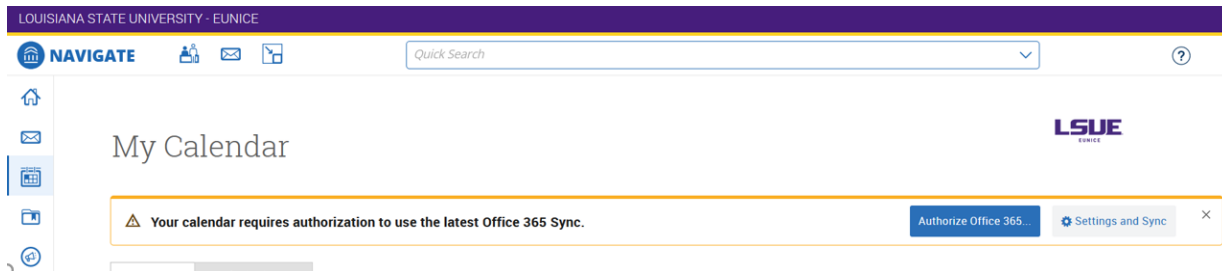 LOUISIANA STATE UNIVERSITY - EUNICE
NAVIGATE
Quick Search
?
My Calendar
LSUE
EUNICE
Your calendar requires authorization to use the latest Office 365 Sync.
Authorize Office 365...
Settings and Sync